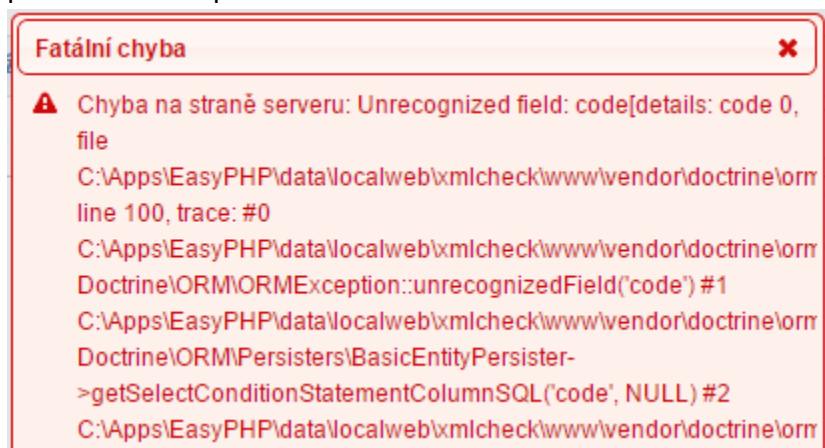 Fatální chyba
Chyba na straně serveru: Unrecognized field: code[details: code 0,
file
C:\Apps\EasyPHP\data\localweb\xmlcheck\www\vendor\doctrine\orm
line 100, trace: #0
C:\Apps\EasyPHP\data\localweb\xmlcheck\www\vendor\doctrine\orm
Doctrine\ORM\ORMException::unrecognizedField('code') #1
C:\Apps\EasyPHP\data\localweb\xmlcheck\www\vendor\doctrine\orm
Doctrine\ORM\Persisters\BasicEntityPersister-
>getSelectConditionStatementColumnSQL('code', NULL) #2
C:\Apps\EasyPHP\data\localweb\xmlcheck\www\vendor\doctrine\orm